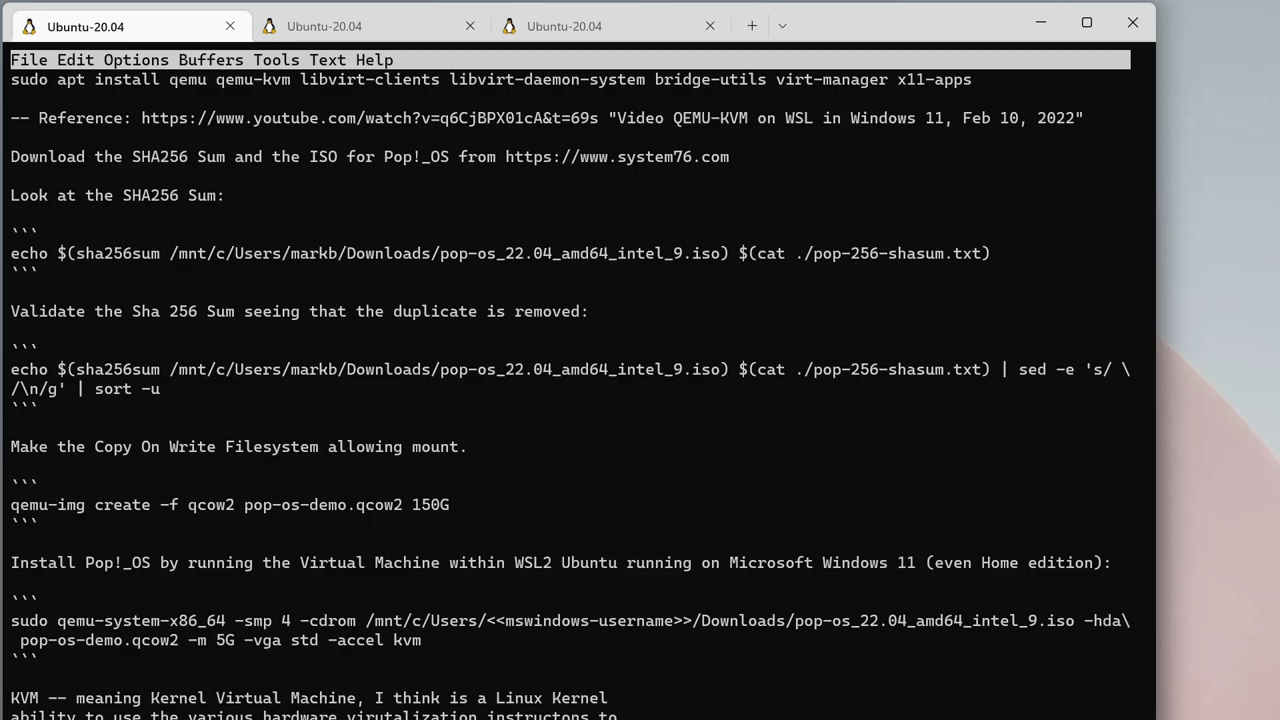 Ubuntu-20.04
Ubuntu-20.04
Ubuntu-20.04
File Edit Options Buffers Tools Text Help
sudo apt install qemu qemu-kvm libvirt-clients libvirt-daemon-system bridge-utils virt-manager x11-apps
-- Reference: https://www.youtube.com/watch?v=q6CjBPX01cA&t=69s "Video QEMU-KVM on WSL in Windows 11, Feb 10, 2022"
Download the SHA256 Sum and the ISO for Pop!_OS from https://www.system76.com
Look at the SHA256 Sum:
```
echo $(sha256sum /mnt/c/Users/markb/Downloads/pop-os_22.04_amd64_intel_9.iso) $(cat ./pop-256-shasum.txt)
```
Validate the Sha 256 Sum seeing that the duplicate is removed:
```
echo $(sha256sum /mnt/c/Users/markb/Downloads/pop-os_22.04_amd64_intel_9.iso) $(cat ./pop-256-shasum.txt) | sed -e 's/ \
/\n/g' | sort -u
```
Make the Copy On Write Filesystem allowing mount.
```
qemu-img create -f qcow2 pop-os-demo.qcow2 150G
```
Install Pop!_OS by running the Virtual Machine within WSL2 Ubuntu running on Microsoft Windows 11 (even Home edition):
```
sudo qemu-system-x86_64 -smp 4 -cdrom /mnt/c/Users/<<mswindows-username>>/Downloads/pop-os_22.04_amd64_intel_9.iso -hda\
 pop-os-demo.qcow2 -m 5G -vga std -accel kvm
```
KVM -- meaning Kernel Virtual Machine, I think is a Linux Kernel
ability to use the various hardware virutalization instructons to